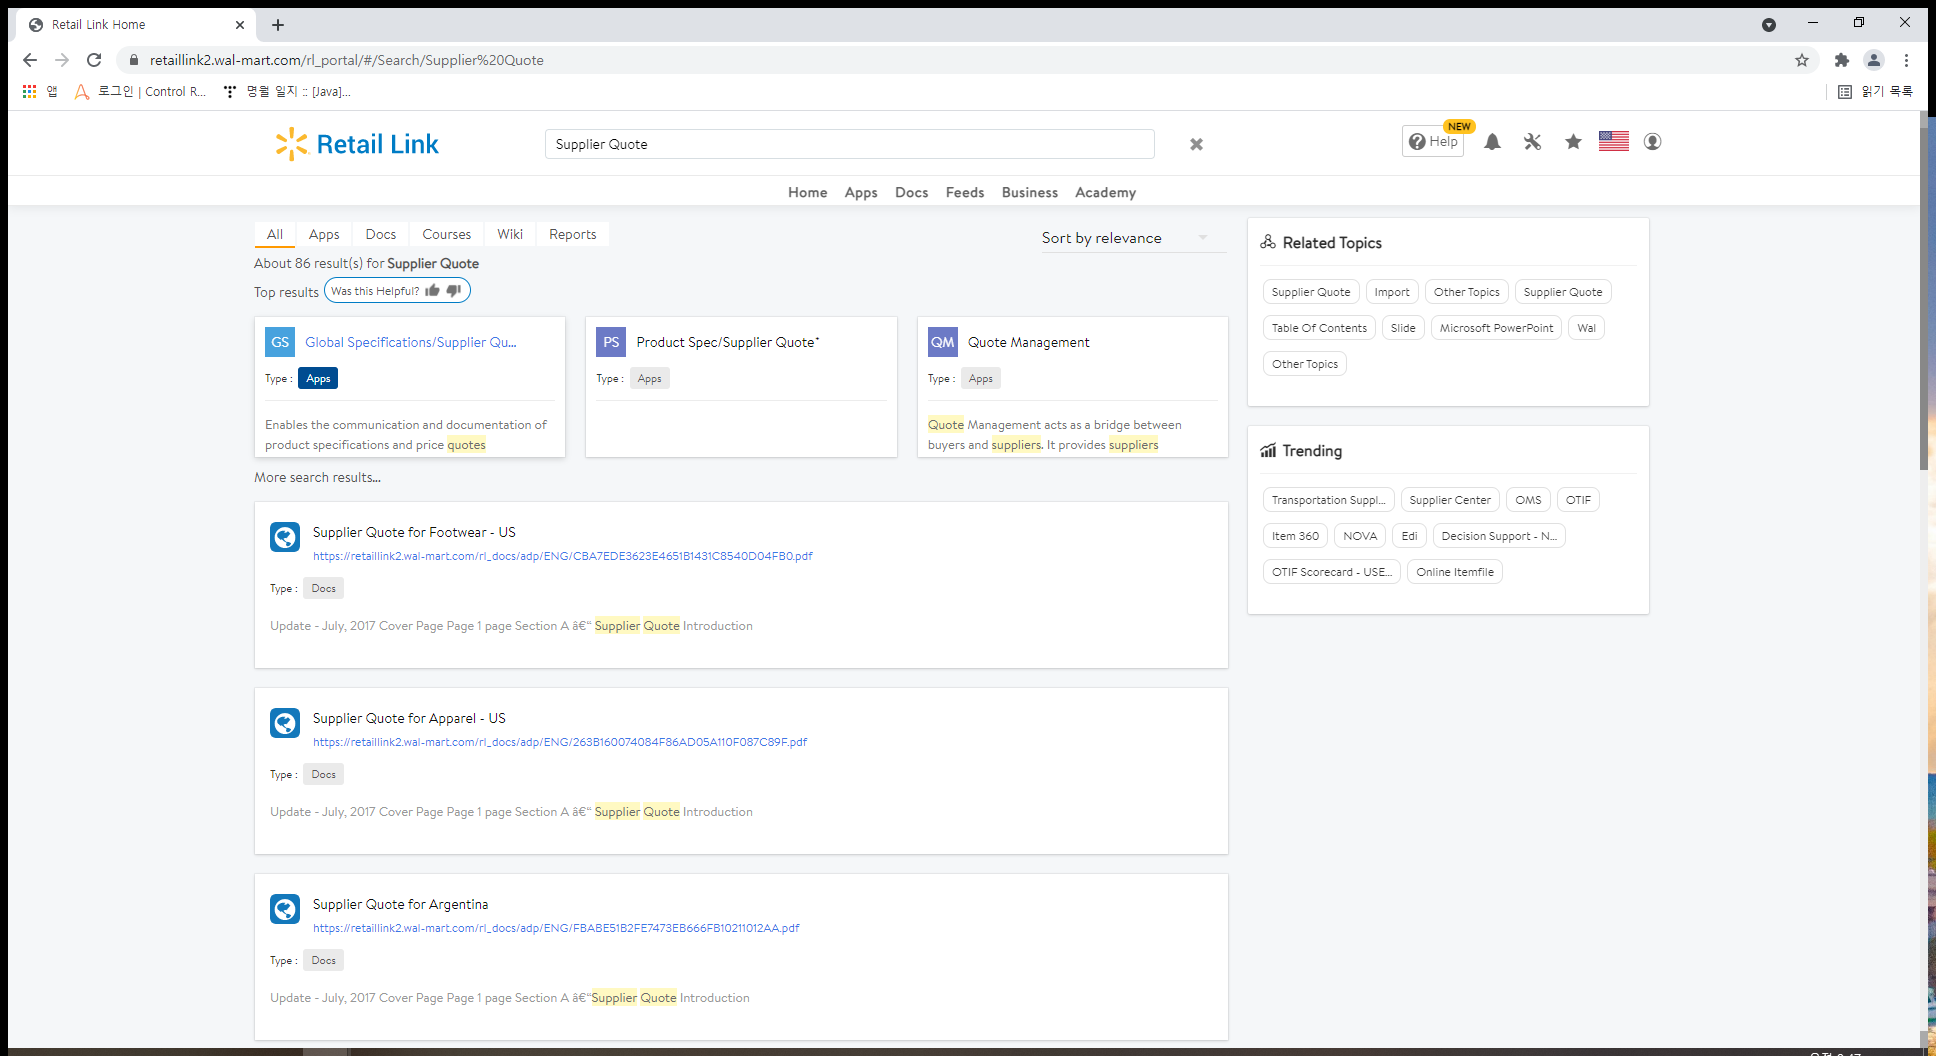 Retail Link Home
retaillink2.wal-mart.com/rl_portal/#/Search/Supplier%20Quote
앱 로그인 | Control R... 명월 일지 :: [Java]... 읽기 목록
Retail Link Supplier Quote Help NEW
Home Apps Docs Feeds Business Academy
All Apps Docs Courses Wiki Reports
Sort by relevance
About 86 result(s) for Supplier Quote
Top results Was this Helpful?
GS Global Specifications/Supplier Qu...
Type : Apps
Enables the communication and documentation of
product specifications and price quotes
PS Product Spec/Supplier Quote*
Type : Apps
QM Quote Management
Type : Apps
Quote Management acts as a bridge between
buyers and suppliers. It provides suppliers
More search results...
Supplier Quote for Footwear - US
https://retaillink2.wal-mart.com/rl_docs/adp/ENG/CBA7EDE3623E4651B1431C8540D04FB0.pdf
Type : Docs
Update - July, 2017 Cover Page Page 1 page Section A â€“ Supplier Quote Introduction
Supplier Quote for Apparel - US
https://retaillink2.wal-mart.com/rl_docs/adp/ENG/263B160074084F86AD05A110F087C89F.pdf
Type : Docs
Update - July, 2017 Cover Page Page 1 page Section A â€“ Supplier Quote Introduction
Supplier Quote for Argentina
https://retaillink2.wal-mart.com/rl_docs/adp/ENG/FBABE51B2FE7473EB666FB10211012AA.pdf
Type : Docs
Update - July, 2017 Cover Page Page 1 page Section A â€“Supplier Quote Introduction
Related Topics
Supplier Quote Import Other Topics Supplier Quote
Table Of Contents Slide Microsoft PowerPoint Wal
Other Topics
Trending
Transportation Suppl... Supplier Center OMS OTIF
Item 360 NOVA Edi Decision Support - N...
OTIF Scorecard - USE... Online Itemfile